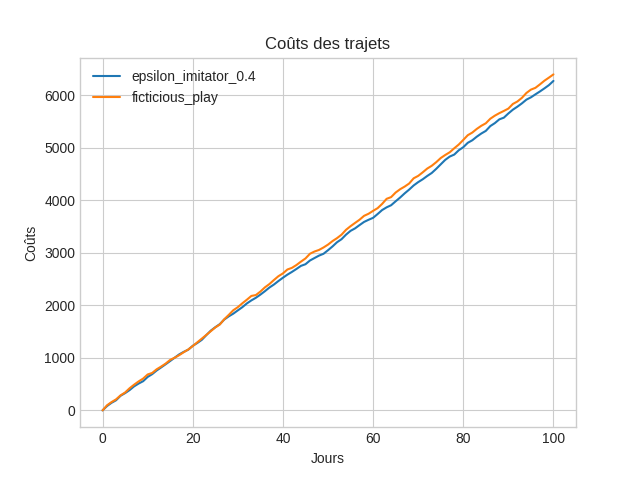 Coûts des trajets
epsilon_imitator_0.4
ficticious_play
Coûts
6000
5000
4000
3000
2000
1000
0
0 20 40 60 80 100
Jours